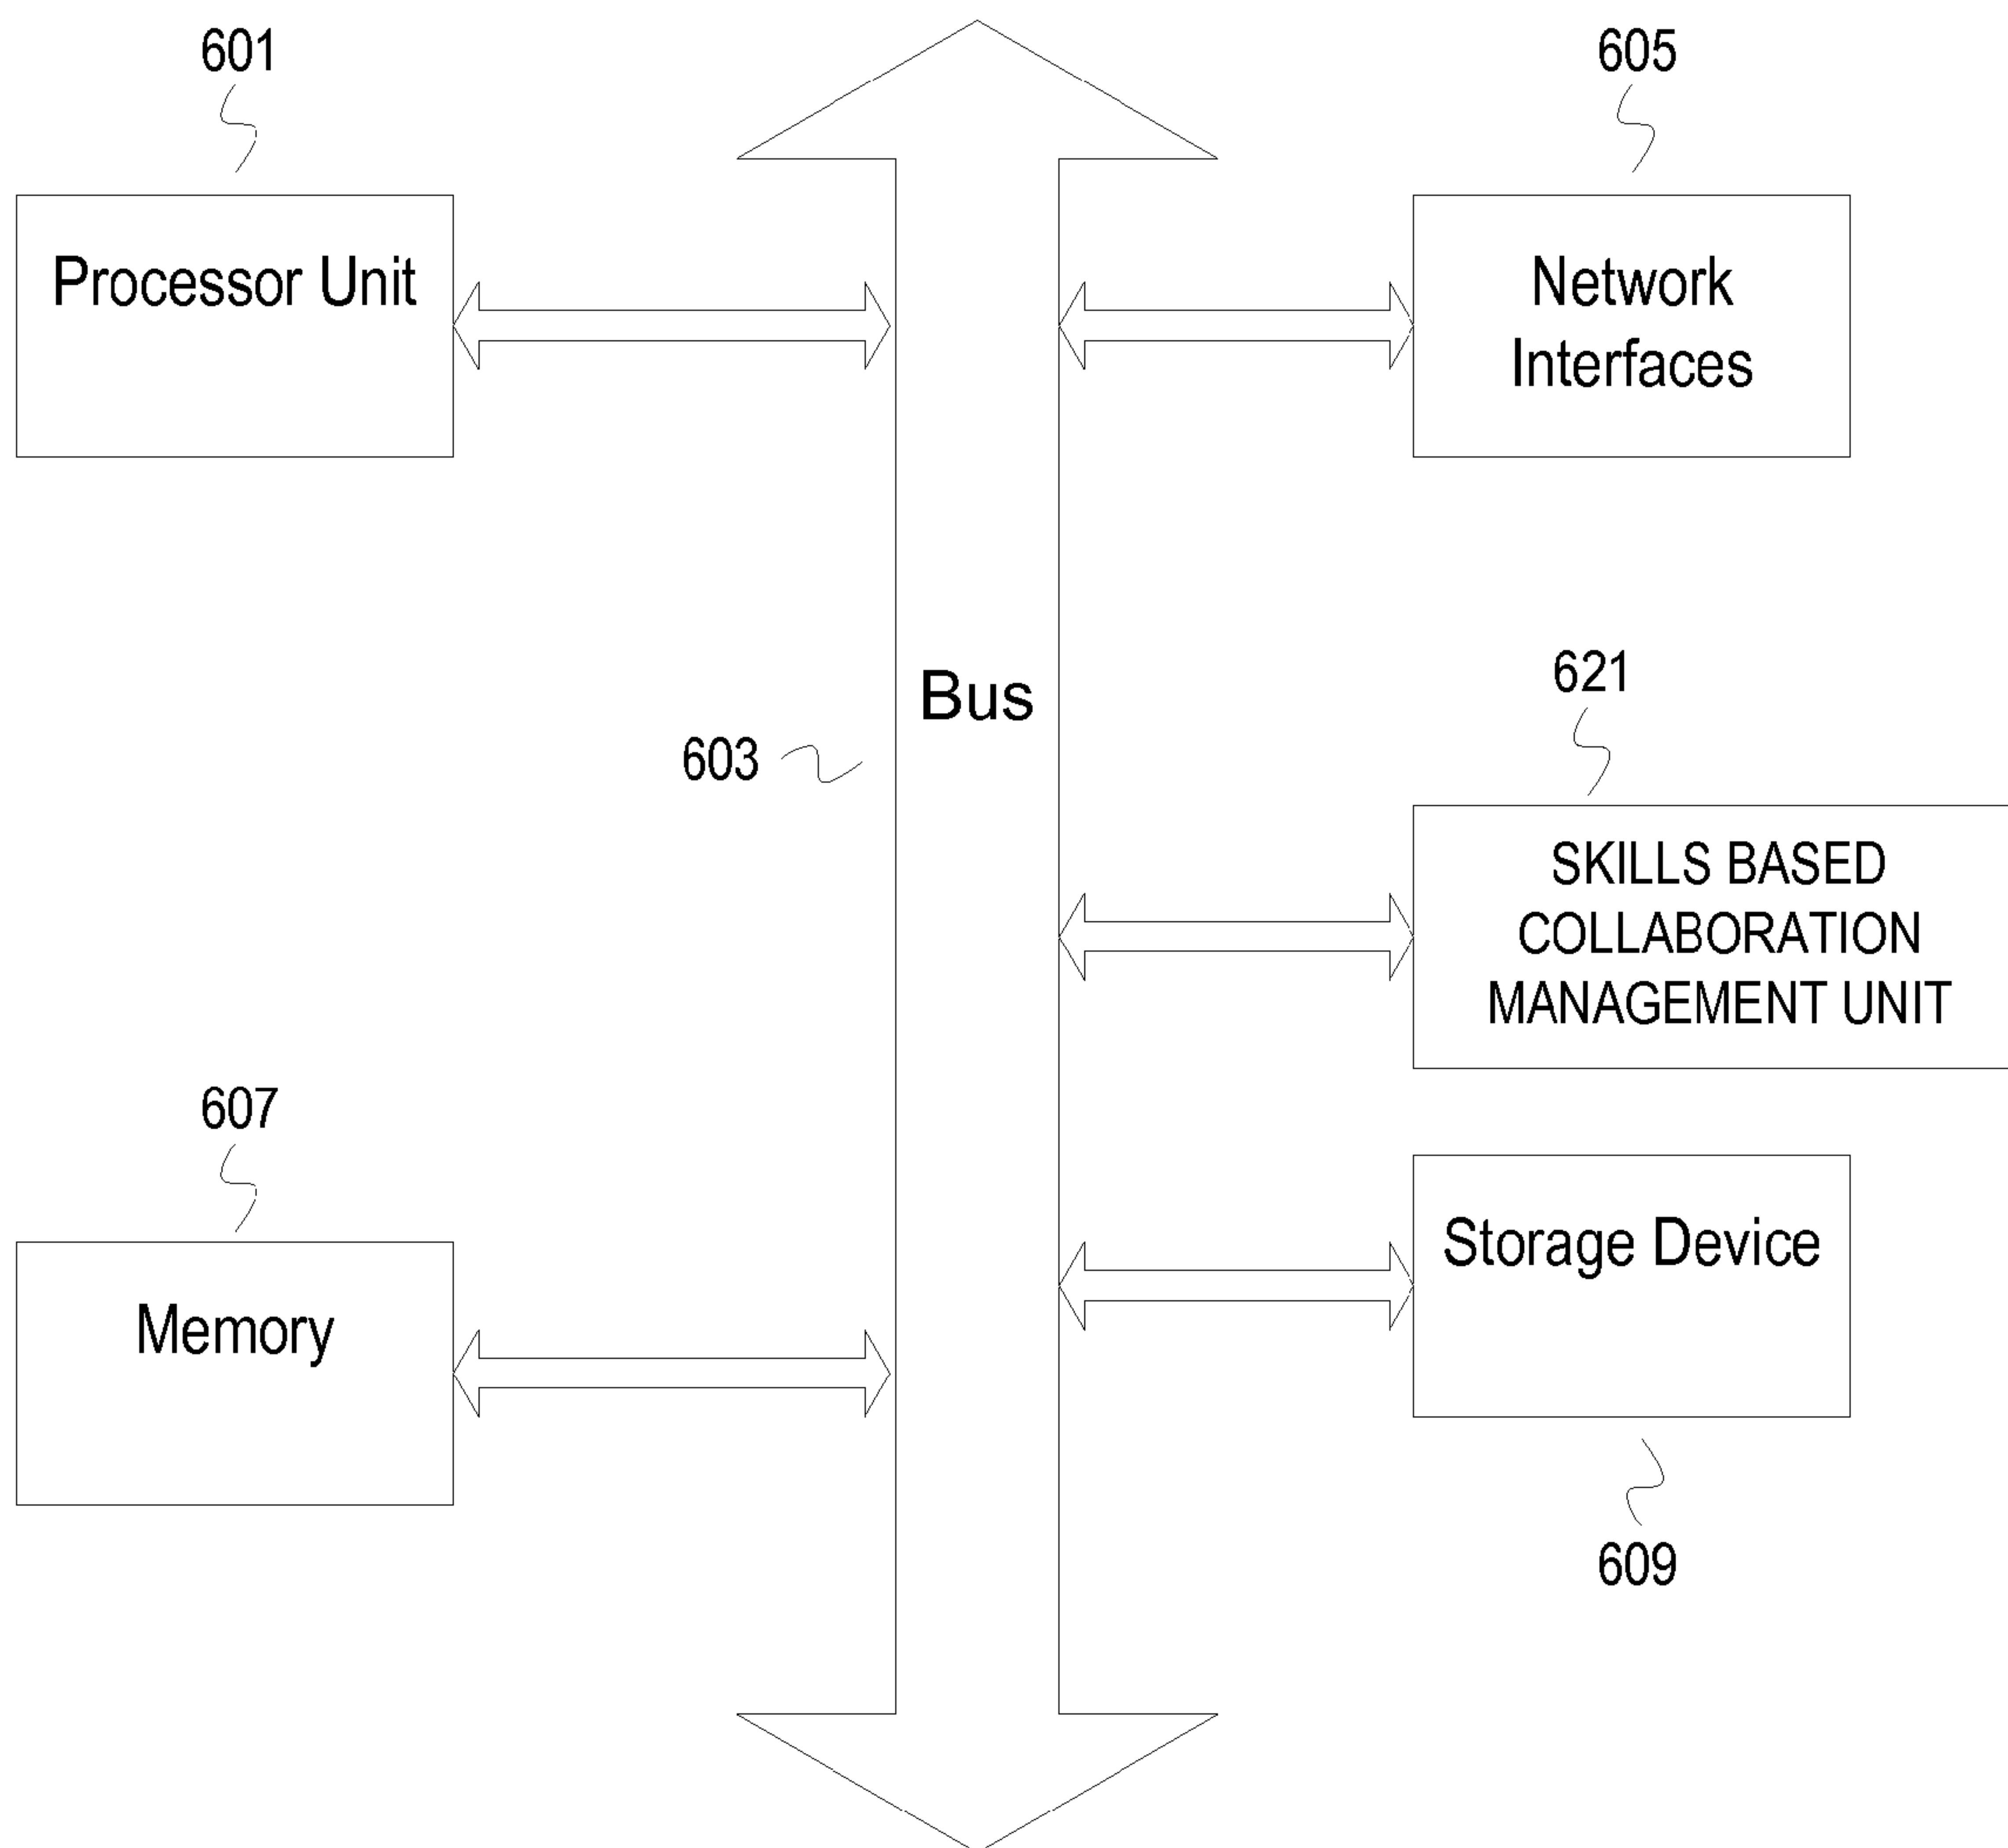 601
605
Processor Unit
Network
Interfaces
Bus
603
621
SKILLS BASED
COLLABORATION
MANAGEMENT UNIT
607
Memory
Storage Device
609